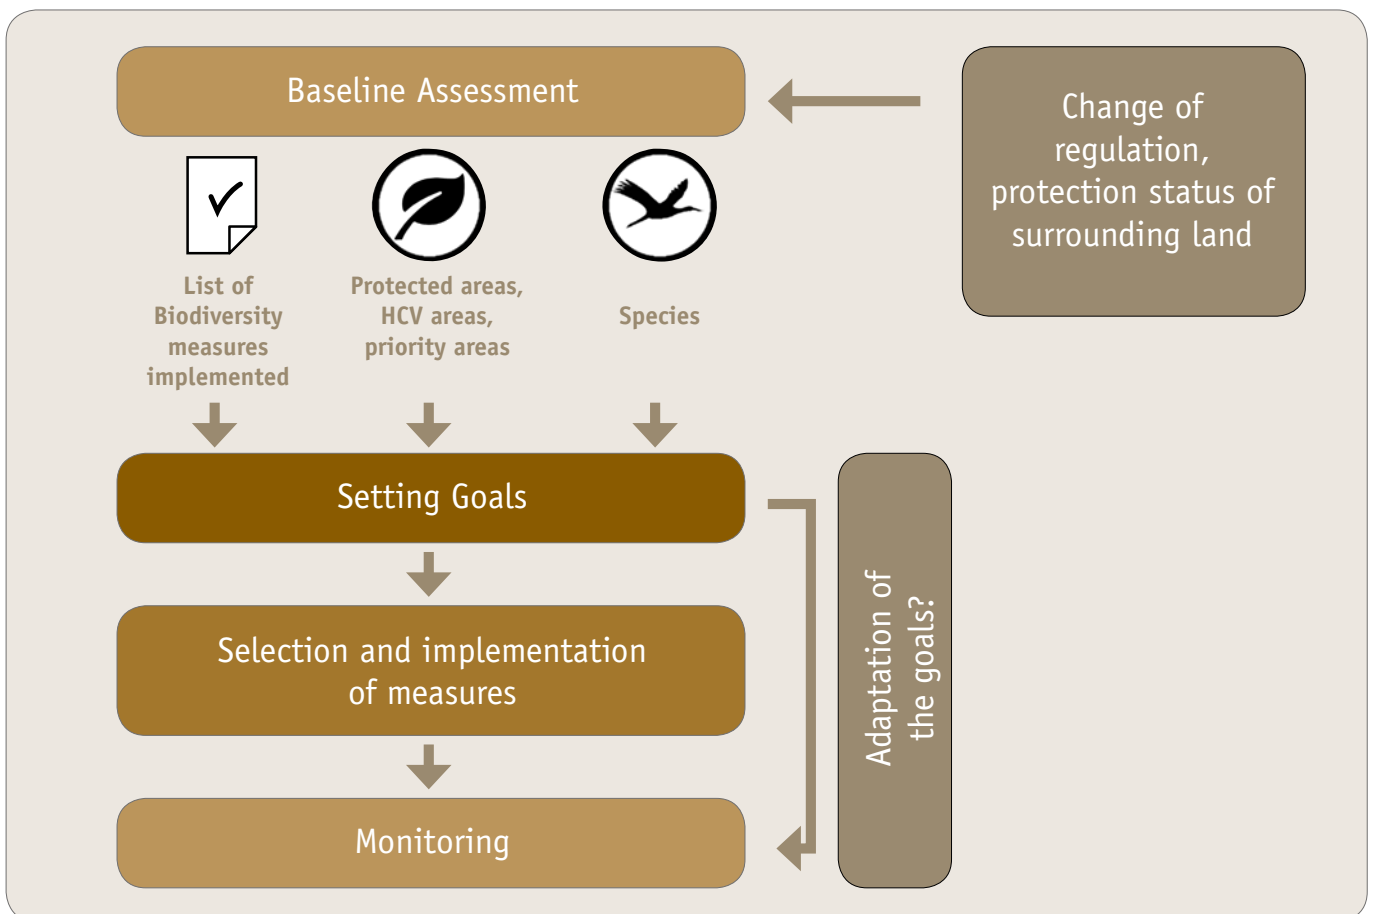 Baseline Assessment
Change of
regulation,
protection status of
surrounding land
List of
Biodiversity
measures
implemented
Protected areas,
HCV areas,
priority areas
Species
Setting Goals
Selection and implementation
of measures
Monitoring
Adaptation of
the goals?